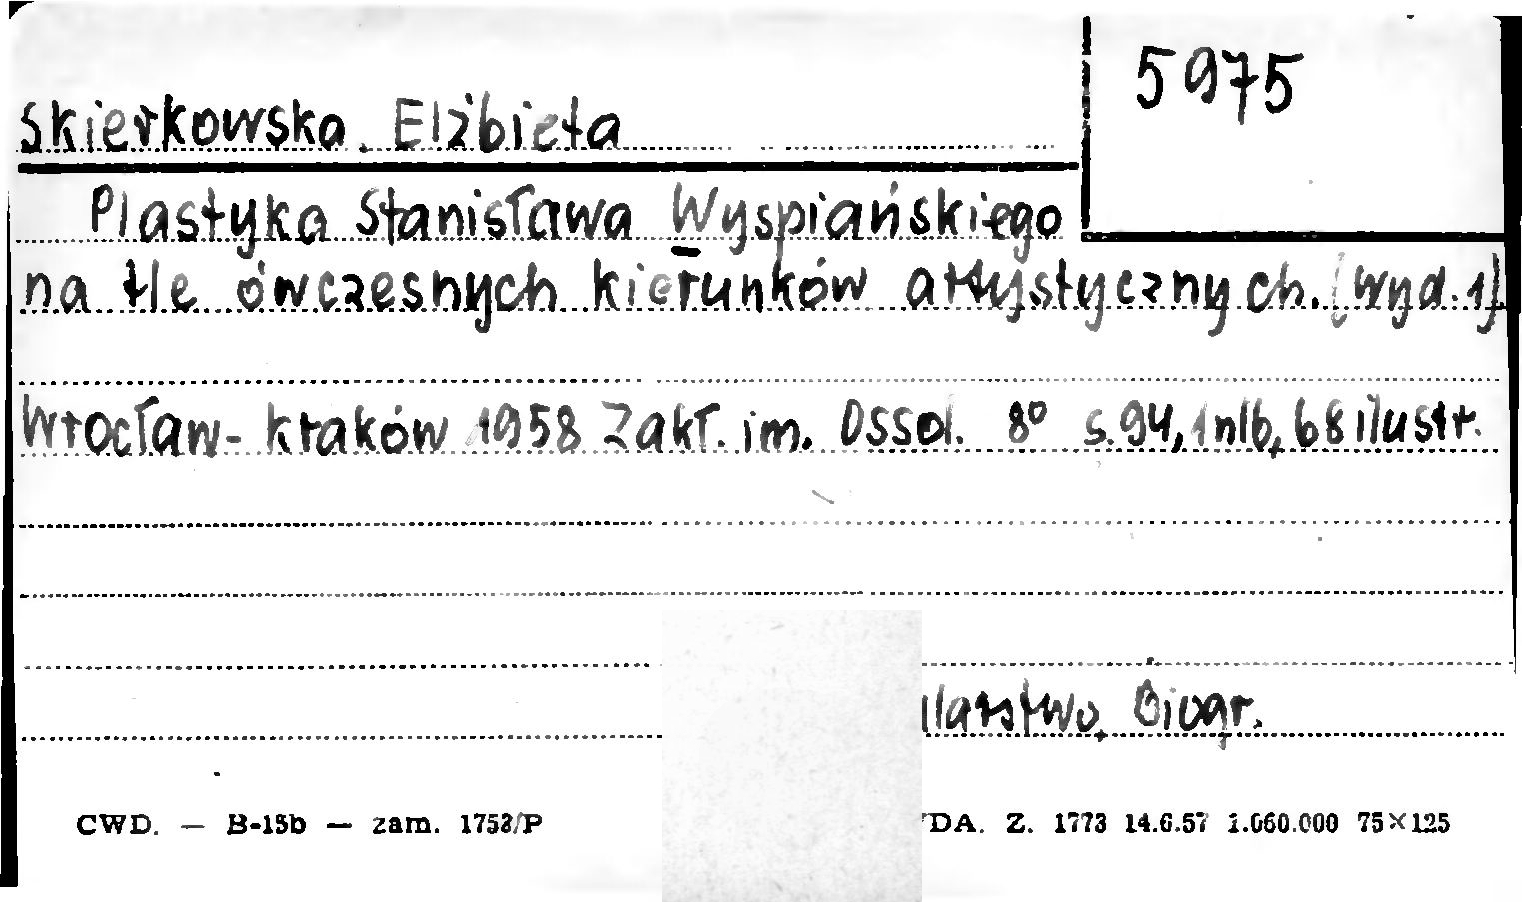 5975
Skierkowska Elżbieta
Plastyka Stanisława Wyspiańskiego
na tle ówczesnych kierunków artystycznych. [Wyd. 1]
Wrocław-Kraków 1958 Zakł. im. Ossol. 8° s. 94, 1 nlb, 68 ilustr.
Biogr.
CWD. — B-15b — zam. 1753/P
Z. 1773 14.6.57 1.060.000 75×125